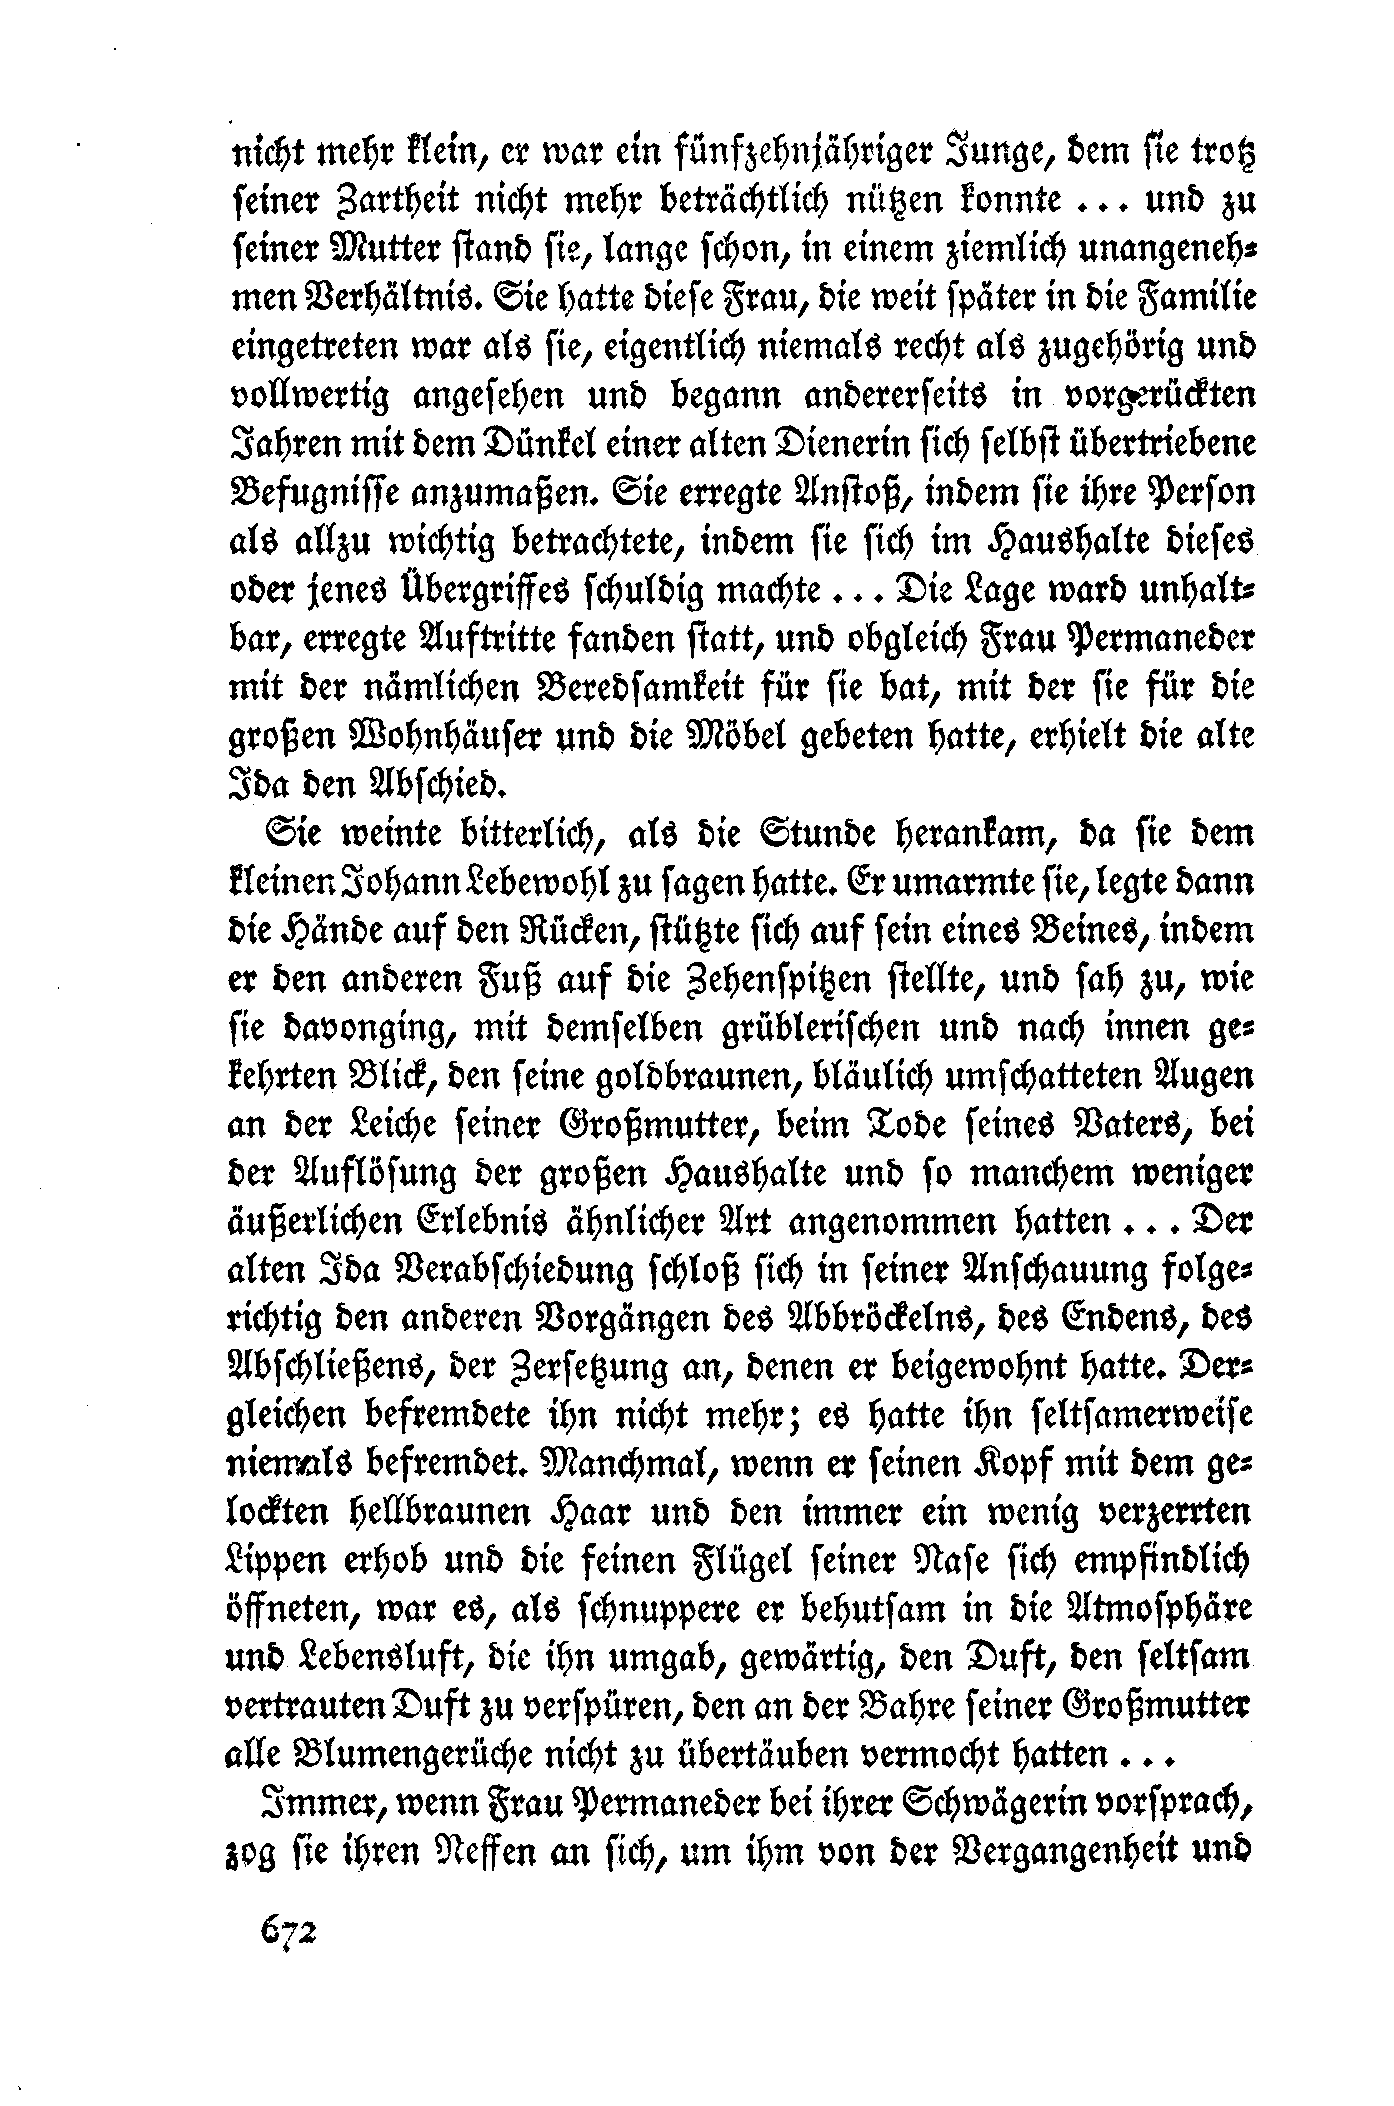 nicht mehr klein, er war ein fünfzehnjähriger Junge, dem sie trotz
seiner Zartheit nicht mehr beträchtlich nützen konnte ... und zu
seiner Mutter stand sie, lange schon, in einem ziemlich unangeneh-
men Verhältnis. Sie hatte diese Frau, die weit später in die Familie
eingetreten war als sie, eigentlich niemals recht als zugehörig und
vollwertig angesehen und begann andererseits in vorgerückten
Jahren mit dem Dünkel einer alten Dienerin sich selbst übertriebene
Befugnisse anzumaßen. Sie erregte Anstoß, indem sie ihre Person
als allzu wichtig betrachtete, indem sie sich im Haushalte dieses
oder jenes Übergriffes schuldig machte ... Die Lage ward unhalt-
bar, erregte Auftritte fanden statt, und obgleich Frau Permaneder
mit der nämlichen Beredsamkeit für sie bat, mit der sie für die
großen Wohnhäuser und die Möbel gebeten hatte, erhielt die alte
Ida den Abschied.
Sie weinte bitterlich, als die Stunde herankam, da sie dem
kleinen Johann Lebewohl zu sagen hatte. Er umarmte sie, legte dann
die Hände auf den Rücken, stützte sich auf sein eines Beines, indem
er den anderen Fuß auf die Zehenspitzen stellte, und sah zu, wie
sie davonging, mit demselben grüblerischen und nach innen ge-
kehrten Blick, den seine goldbraunen, bläulich umschatteten Augen
an der Leiche seiner Großmutter, beim Tode seines Vaters, bei
der Auflösung der großen Haushalte und so manchem weniger
äußerlichen Erlebnis ähnlicher Art angenommen hatten ... Der
alten Ida Verabschiedung schloß sich in seiner Anschauung folge-
richtig den anderen Vorgängen des Abbröckelns, des Endens, des
Abschließens, der Zersetzung an, denen er beigewohnt hatte. Der-
gleichen befremdete ihn nicht mehr; es hatte ihn seltsamerweise
niemals befremdet. Manchmal, wenn er seinen Kopf mit dem ge-
lockten hellbraunen Haar und den immer ein wenig verzerrten
Lippen erhob und die feinen Flügel seiner Nase sich empfindlich
öffneten, war es, als schnuppere er behutsam in die Atmosphäre
und Lebensluft, die ihn umgab, gewärtig, den Duft, den seltsam
vertrauten Duft zu verspüren, den an der Bahre seiner Großmutter
alle Blumengerüche nicht zu übertäuben vermocht hatten ...
Immer, wenn Frau Permaneder bei ihrer Schwägerin vorsprach,
zog sie ihren Neffen an sich, um ihm von der Vergangenheit und
672